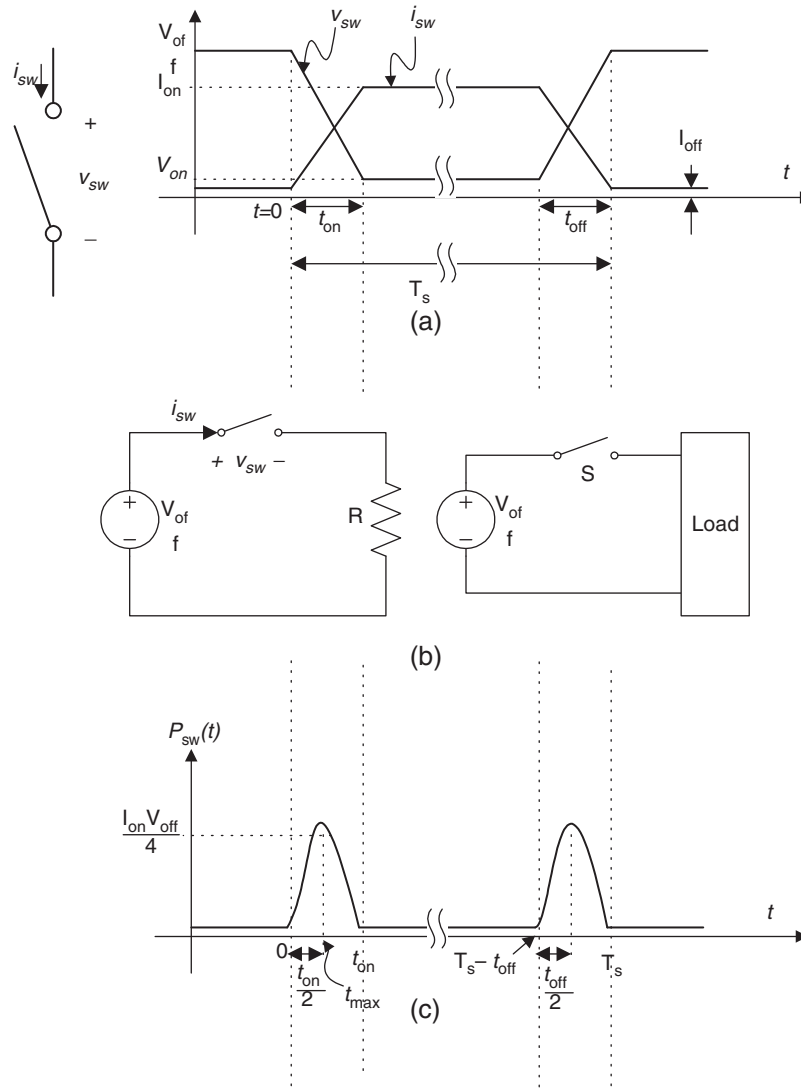 V_of
f
v_sw
i_sw
i_sw
I_on
+
v_sw
V_on
I_off
–
t
t=0
t_on
t_off
T_s
(a)
i_sw
+ v_sw –
S
+
V_of
f
–
R
+
V_of
f
–
Load
(b)
P_sw(t)
I_on V_off
4
t
0
t_on
T_s – t_off
T_s
t_on
2
t_max
t_off
2
(c)